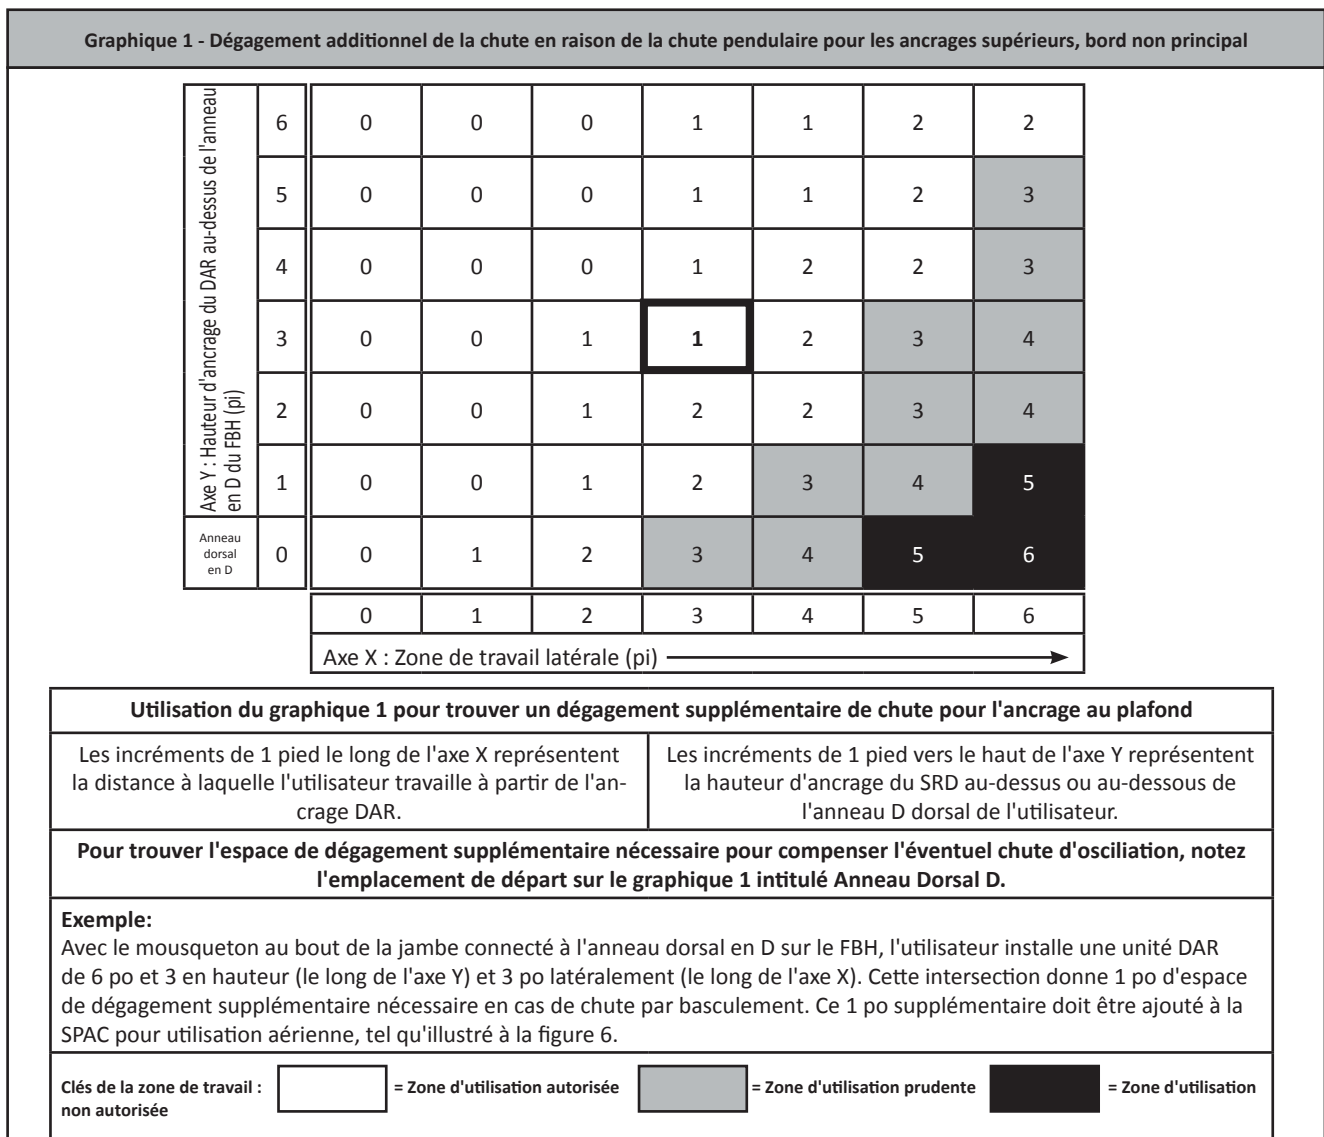 Graphique 1 - Dégagement additionnel de la chute en raison de la chute pendulaire pour les ancrages supérieurs, bord non principal
Axe Y : Hauteur d'ancrage du DAR au-dessus de l'anneau
en D du FBH (pi)
6 0 0 0 1 1 2 2
5 0 0 0 1 1 2 3
4 0 0 0 1 2 2 3
3 0 0 1 1 2 3 4
2 0 0 1 2 2 3 4
1 0 0 1 2 3 4 5
Anneau
dorsal
en D
0 0 1 2 3 4 5 6
0 1 2 3 4 5 6
Axe X : Zone de travail latérale (pi)
Utilisation du graphique 1 pour trouver un dégagement supplémentaire de chute pour l'ancrage au plafond
Les incréments de 1 pied le long de l'axe X représentent
la distance à laquelle l'utilisateur travaille à partir de l'an-
crage DAR.
Les incréments de 1 pied vers le haut de l'axe Y représentent
la hauteur d'ancrage du SRD au-dessus ou au-dessous de
l'anneau D dorsal de l'utilisateur.
Pour trouver l'espace de dégagement supplémentaire nécessaire pour compenser l'éventuel chute d'osciliation, notez
l'emplacement de départ sur le graphique 1 intitulé Anneau Dorsal D.
Exemple:
Avec le mousqueton au bout de la jambe connecté à l'anneau dorsal en D sur le FBH, l'utilisateur installe une unité DAR
de 6 po et 3 en hauteur (le long de l'axe Y) et 3 po latéralement (le long de l'axe X). Cette intersection donne 1 po d'espace
de dégagement supplémentaire nécessaire en cas de chute par basculement. Ce 1 po supplémentaire doit être ajouté à la
SPAC pour utilisation aérienne, tel qu'illustré à la figure 6.
Clés de la zone de travail : = Zone d'utilisation autorisée = Zone d'utilisation prudente = Zone d'utilisation
non autorisée